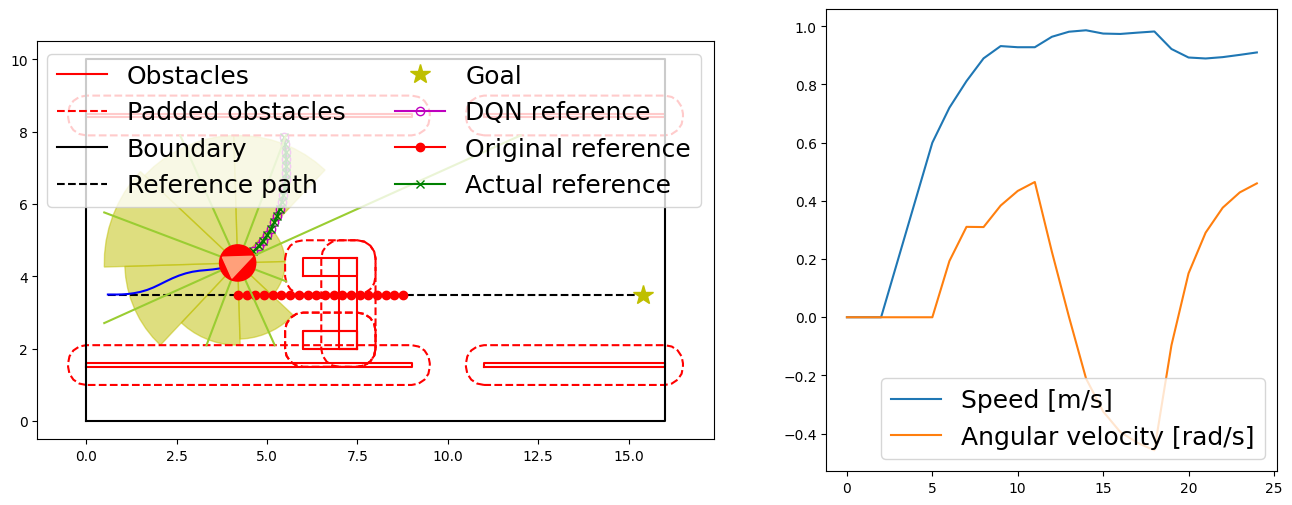 10
8
6
4
2
0
0.0 2.5 5.0 7.5 10.0 12.5 15.0
Obstacles
Padded obstacles
Boundary
Reference path
Goal
DQN reference
Original reference
Actual reference
1.0
0.8
0.6
0.4
0.2
0.0
−0.2
−0.4
0 5 10 15 20 25
Speed [m/s]
Angular velocity [rad/s]